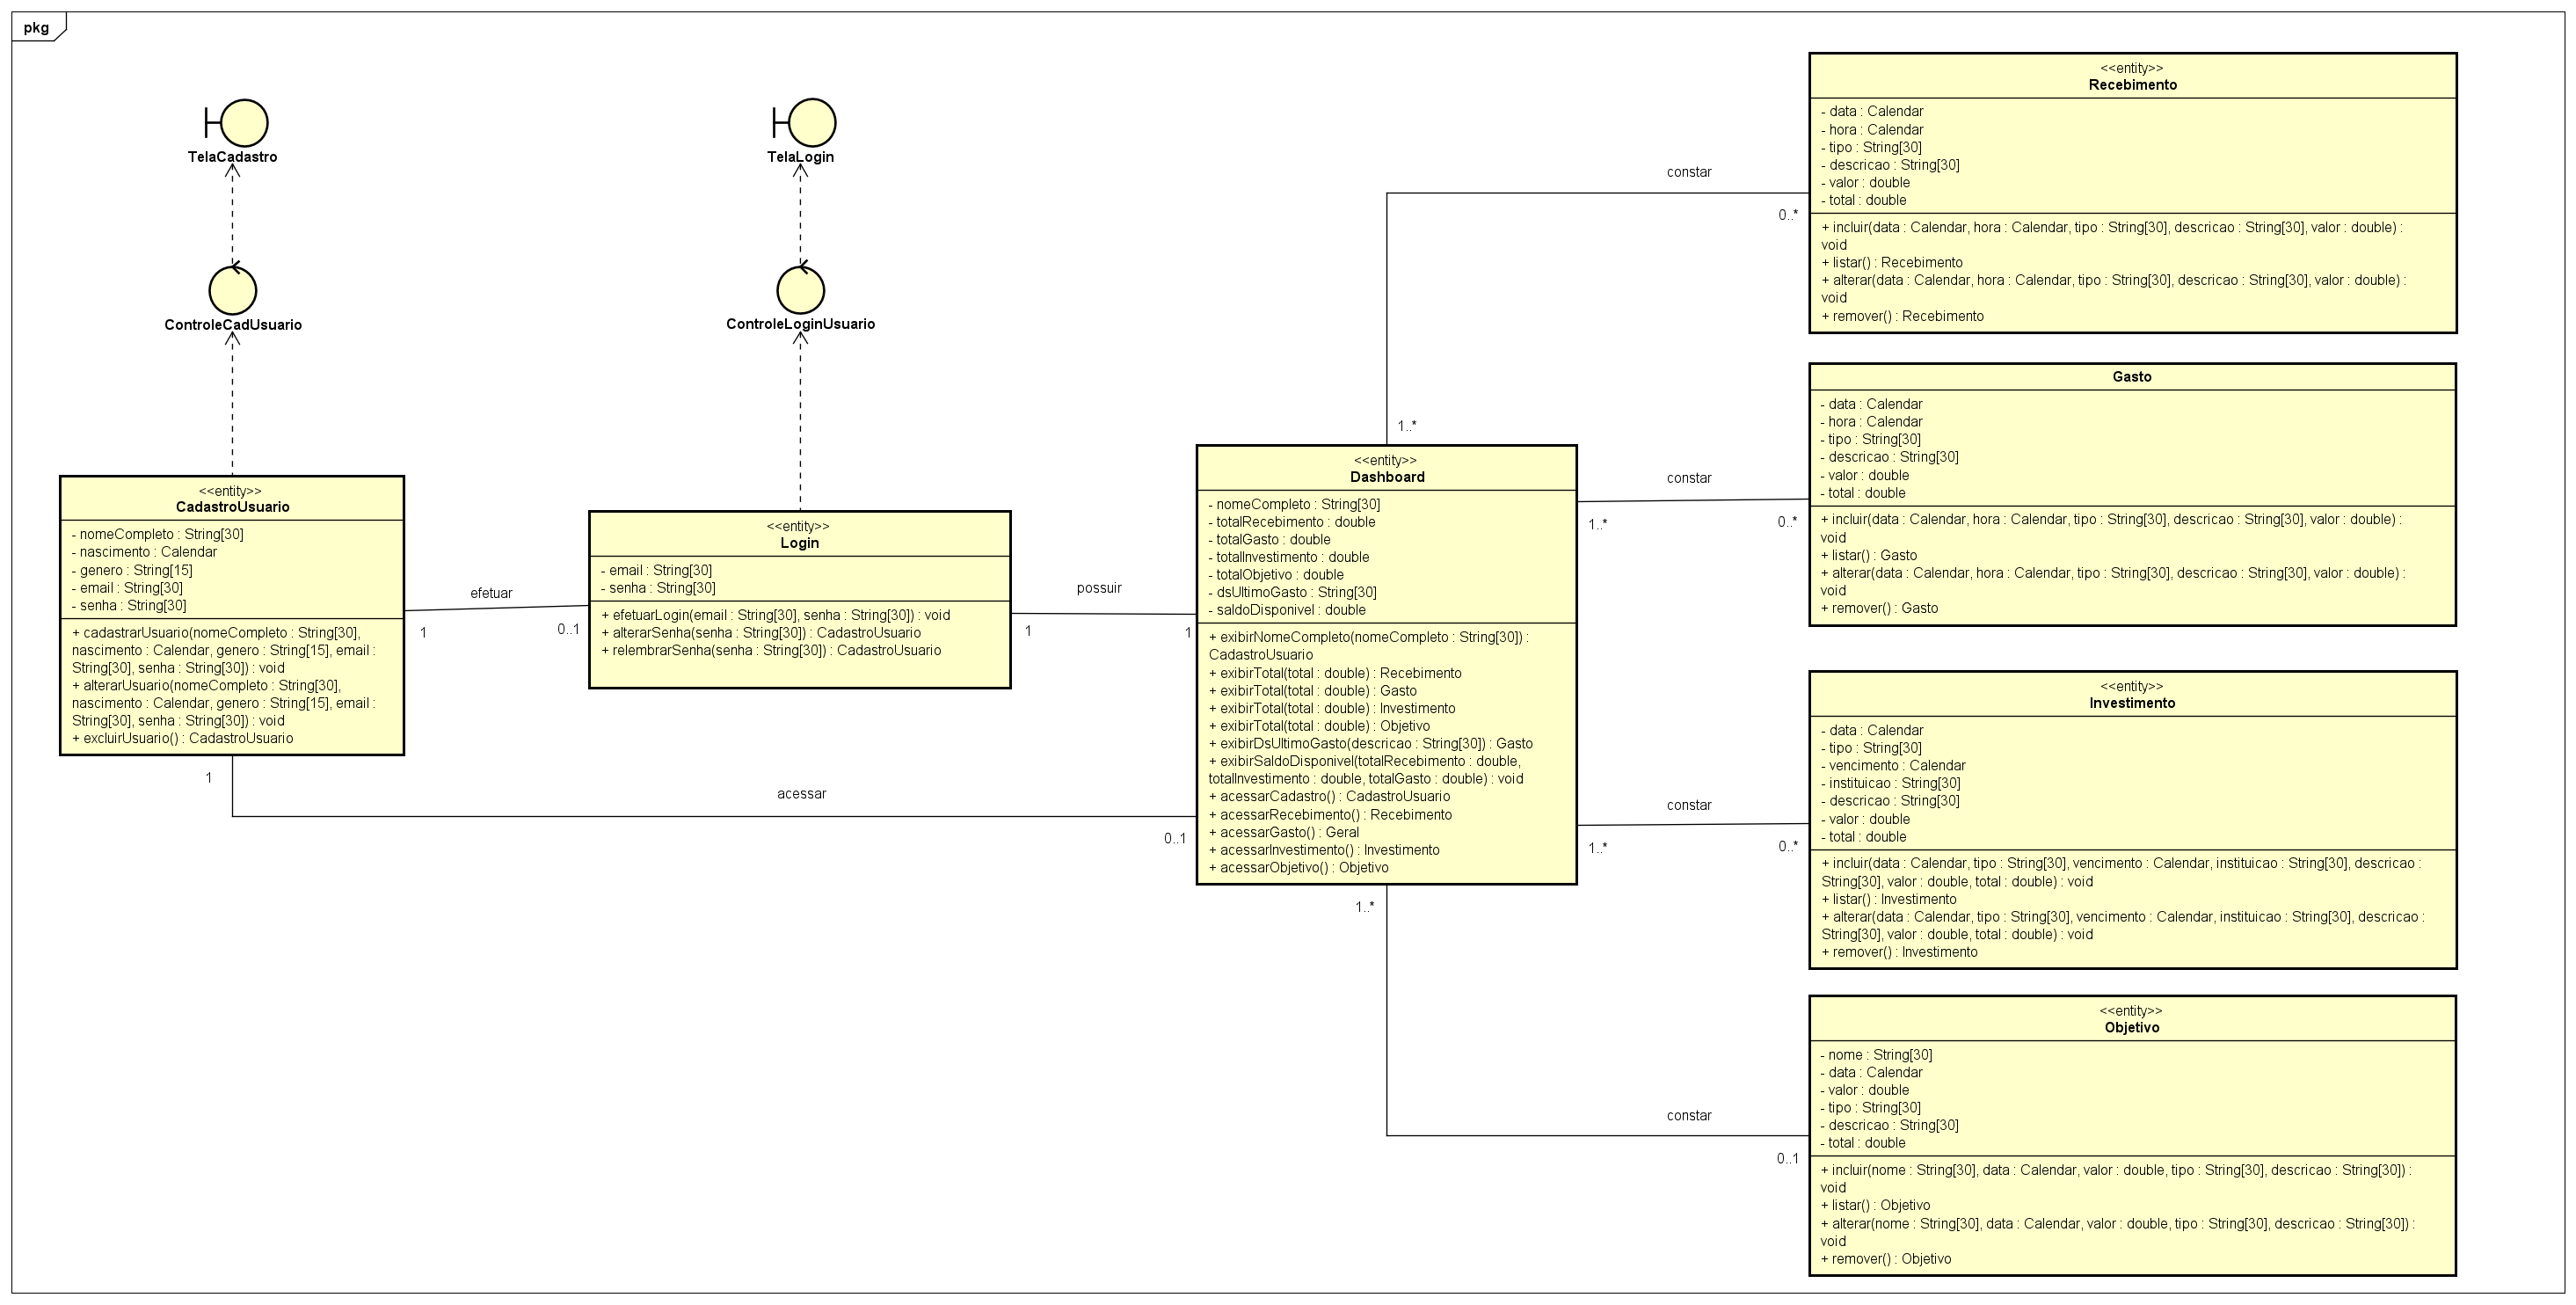 pkg
TelaCadastro
ControleCadUsuario
TelaLogin
ControleLoginUsuario
<<entity>>
CadastroUsuario
- nomeCompleto : String[30]
- nascimento : Calendar
- genero : String[15]
- email : String[30]
- senha : String[30]
+ cadastrarUsuario(nomeCompleto : String[30],
nascimento : Calendar, genero : String[15], email :
String[30], senha : String[30]) : void
+ alterarUsuario(nomeCompleto : String[30],
nascimento : Calendar, genero : String[15], email :
String[30], senha : String[30]) : void
+ excluirUsuario() : CadastroUsuario
efetuar
1
0..1
<<entity>>
Login
- email : String[30]
- senha : String[30]
+ efetuarLogin(email : String[30], senha : String[30]) : void
+ alterarSenha(senha : String[30]) : CadastroUsuario
+ relembrarSenha(senha : String[30]) : CadastroUsuario
possuir
1
1
1
acessar
0..1
<<entity>>
Dashboard
- nomeCompleto : String[30]
- totalRecebimento : double
- totalGasto : double
- totalInvestimento : double
- totalObjetivo : double
- dsUltimoGasto : String[30]
- saldoDisponivel : double
+ exibirNomeCompleto(nomeCompleto : String[30]) :
CadastroUsuario
+ exibirTotal(total : double) : Recebimento
+ exibirTotal(total : double) : Gasto
+ exibirTotal(total : double) : Investimento
+ exibirTotal(total : double) : Objetivo
+ exibirDsUltimoGasto(descricao : String[30]) : Gasto
+ exibirSaldoDisponivel(totalRecebimento : double,
totalInvestimento : double, totalGasto : double) : void
+ acessarCadastro() : CadastroUsuario
+ acessarRecebimento() : Recebimento
+ acessarGasto() : Geral
+ acessarInvestimento() : Investimento
+ acessarObjetivo() : Objetivo
constar
0..*
1..*
<<entity>>
Recebimento
- data : Calendar
- hora : Calendar
- tipo : String[30]
- descricao : String[30]
- valor : double
- total : double
+ incluir(data : Calendar, hora : Calendar, tipo : String[30], descricao : String[30], valor : double) :
void
+ listar() : Recebimento
+ alterar(data : Calendar, hora : Calendar, tipo : String[30], descricao : String[30], valor : double) :
void
+ remover() : Recebimento
constar
1..*
0..*
Gasto
- data : Calendar
- hora : Calendar
- tipo : String[30]
- descricao : String[30]
- valor : double
- total : double
+ incluir(data : Calendar, hora : Calendar, tipo : String[30], descricao : String[30], valor : double) :
void
+ listar() : Gasto
+ alterar(data : Calendar, hora : Calendar, tipo : String[30], descricao : String[30], valor : double) :
void
+ remover() : Gasto
constar
1..*
0..*
<<entity>>
Investimento
- data : Calendar
- tipo : String[30]
- vencimento : Calendar
- instituicao : String[30]
- descricao : String[30]
- valor : double
- total : double
+ incluir(data : Calendar, tipo : String[30], vencimento : Calendar, instituicao : String[30], descricao :
String[30], valor : double, total : double) : void
+ listar() : Investimento
+ alterar(data : Calendar, tipo : String[30], vencimento : Calendar, instituicao : String[30], descricao :
String[30], valor : double, total : double) : void
+ remover() : Investimento
1..*
constar
0..1
<<entity>>
Objetivo
- nome : String[30]
- data : Calendar
- valor : double
- tipo : String[30]
- descricao : String[30]
- total : double
+ incluir(nome : String[30], data : Calendar, valor : double, tipo : String[30], descricao : String[30]) :
void
+ listar() : Objetivo
+ alterar(nome : String[30], data : Calendar, valor : double, tipo : String[30], descricao : String[30]) :
void
+ remover() : Objetivo